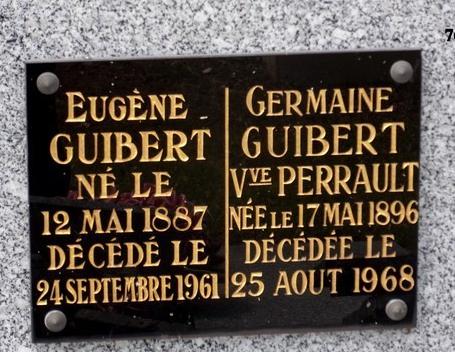 EUGÈNE
GUIBERT
NÉ LE
12 MAI 1887
DÉCÉDÉ LE
24 SEPTEMBRE 1961
GERMAINE
GUIBERT
VVE PERRAULT
NÉE LE 17 MAI 1896
DÉCÉDÉE LE
25 AOUT 1968